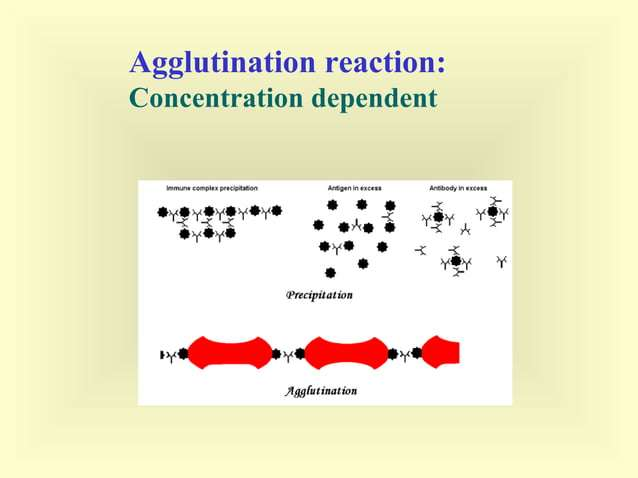 Agglutination reaction:
Concentration dependent
Immune complex precipitation
Antigen in excess
Antibody in excess
Precipitation
Agglutination